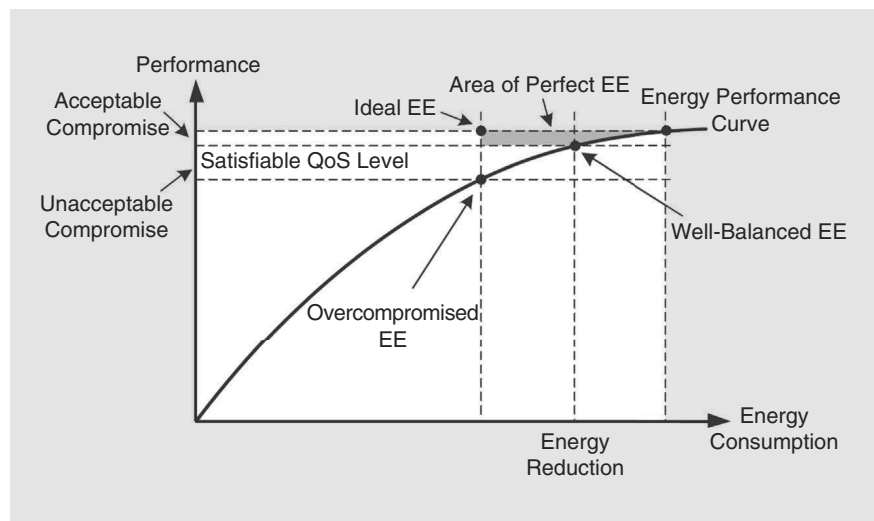 Performance
Area of Perfect EE
Acceptable
Compromise
Ideal EE
Energy Performance
Curve
Satisfiable QoS Level
Unacceptable
Compromise
Well-Balanced EE
Overcompromised
EE
Energy
Consumption
Energy
Reduction